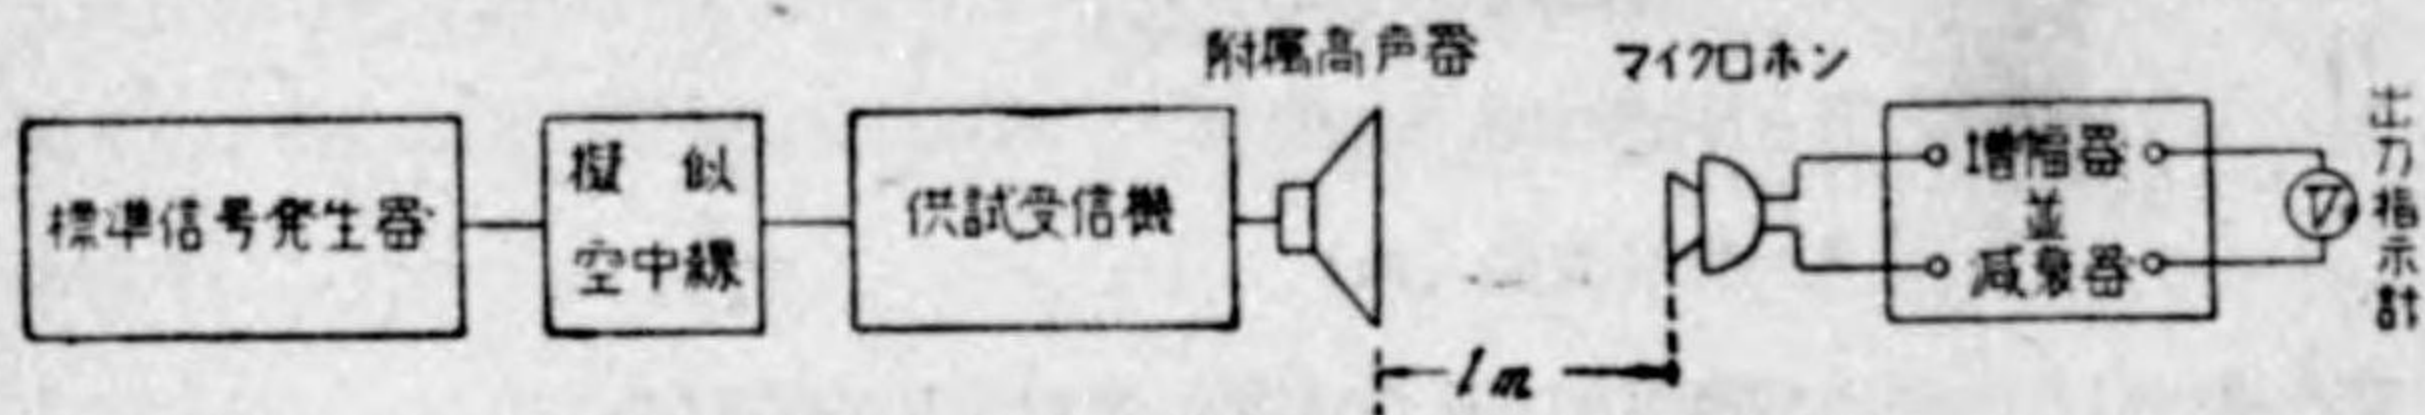 附属高声器
マイクロホン
標準信号発生器
擬似
空中線
供試受信機
増幅器
並
減衰器
V
出力指示計
1m